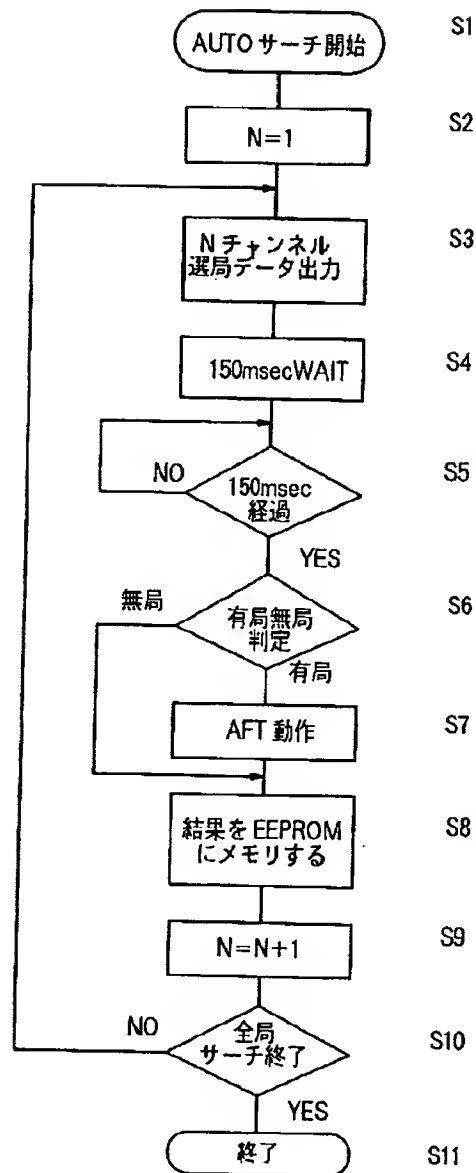 AUTOサーチ開始
S1
N=1
S2
Nチャンネル
選局データ出力
S3
150msecWAIT
S4
NO
150msec
経過
S5
YES
無局
有局無局
判定
S6
有局
AFT動作
S7
結果をEEPROM
にメモリする
S8
N=N+1
S9
NO
全局
サーチ終了
S10
YES
終了
S11